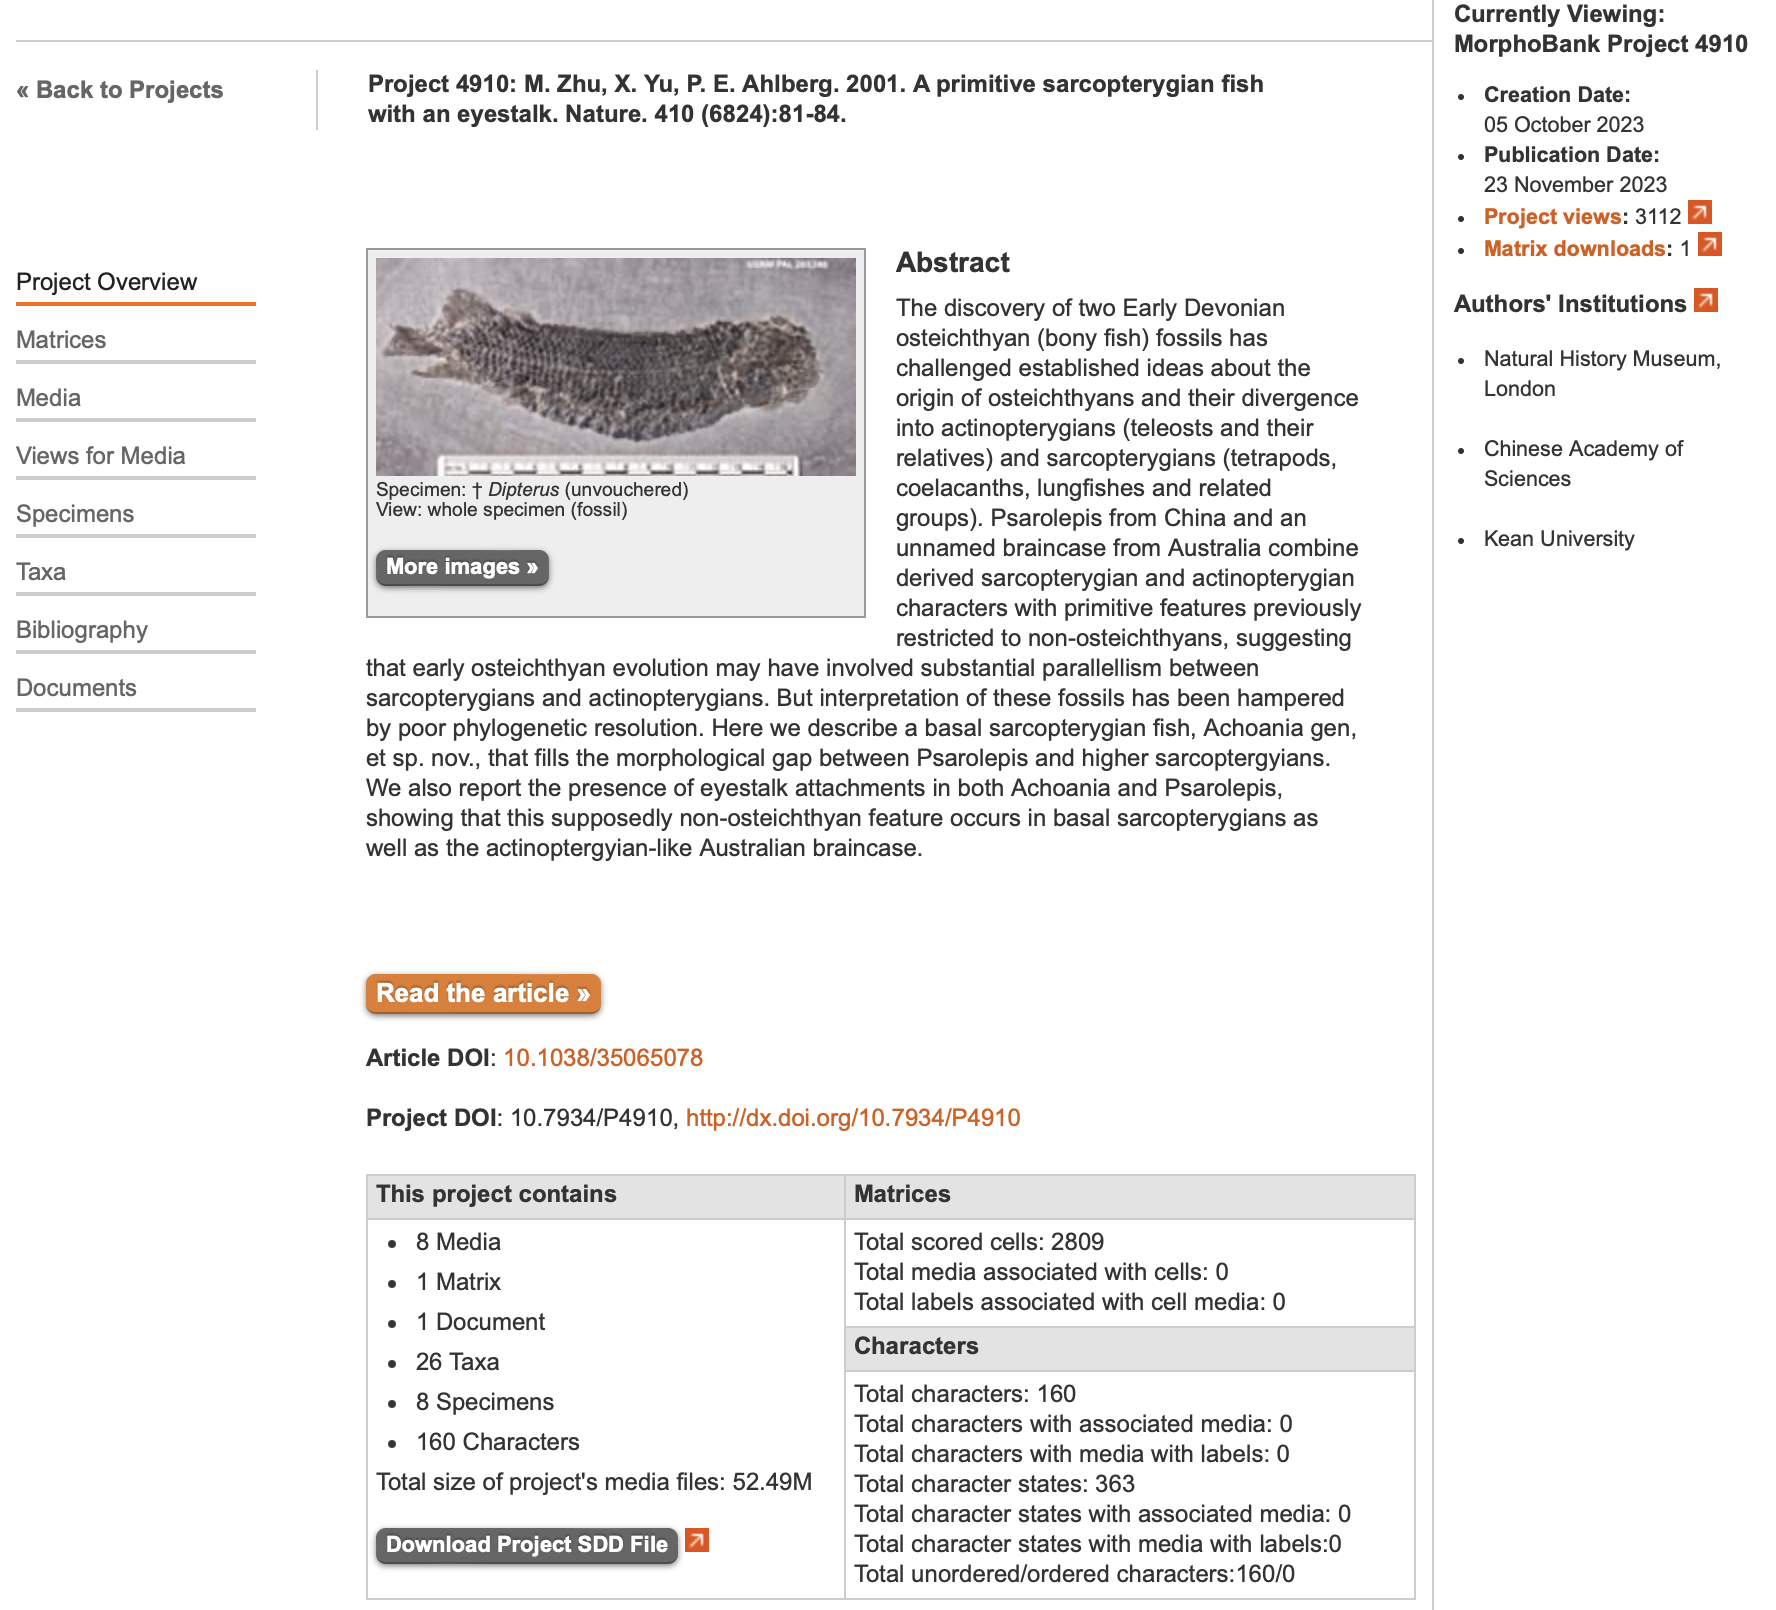 « Back to Projects
Project 4910: M. Zhu, X. Yu, P. E. Ahlberg. 2001. A primitive sarcopterygian fish
with an eyestalk. Nature. 410 (6824):81-84.
Project Overview
Matrices
Media
Views for Media
Specimens
Taxa
Bibliography
Documents
Specimen: † Dipterus (unvouchered)
View: whole specimen (fossil)
More images »
Abstract
The discovery of two Early Devonian
osteichthyan (bony fish) fossils has
challenged established ideas about the
origin of osteichthyans and their divergence
into actinopterygians (teleosts and their
relatives) and sarcopterygians (tetrapods,
coelacanths, lungfishes and related
groups). Psarolepis from China and an
unnamed braincase from Australia combine
derived sarcopterygian and actinopterygian
characters with primitive features previously
restricted to non-osteichthyans, suggesting
that early osteichthyan evolution may have involved substantial parallellism between
sarcopterygians and actinopterygians. But interpretation of these fossils has been hampered
by poor phylogenetic resolution. Here we describe a basal sarcopterygian fish, Achoania gen,
et sp. nov., that fills the morphological gap between Psarolepis and higher sarcoptergyians.
We also report the presence of eyestalk attachments in both Achoania and Psarolepis,
showing that this supposedly non-osteichthyan feature occurs in basal sarcopterygians as
well as the actinoptergyian-like Australian braincase.
Read the article »
Article DOI: 10.1038/35065078
Project DOI: 10.7934/P4910, http://dx.doi.org/10.7934/P4910
This project contains
8 Media
1 Matrix
1 Document
26 Taxa
8 Specimens
160 Characters
Total size of project's media files: 52.49M
Download Project SDD File
Matrices
Total scored cells: 2809
Total media associated with cells: 0
Total labels associated with cell media: 0
Characters
Total characters: 160
Total characters with associated media: 0
Total characters with media with labels: 0
Total character states: 363
Total character states with associated media: 0
Total character states with media with labels:0
Total unordered/ordered characters:160/0
Currently Viewing:
MorphoBank Project 4910
Creation Date:
05 October 2023
Publication Date:
23 November 2023
Project views: 3112
Matrix downloads: 1
Authors' Institutions
Natural History Museum,
London
Chinese Academy of
Sciences
Kean University